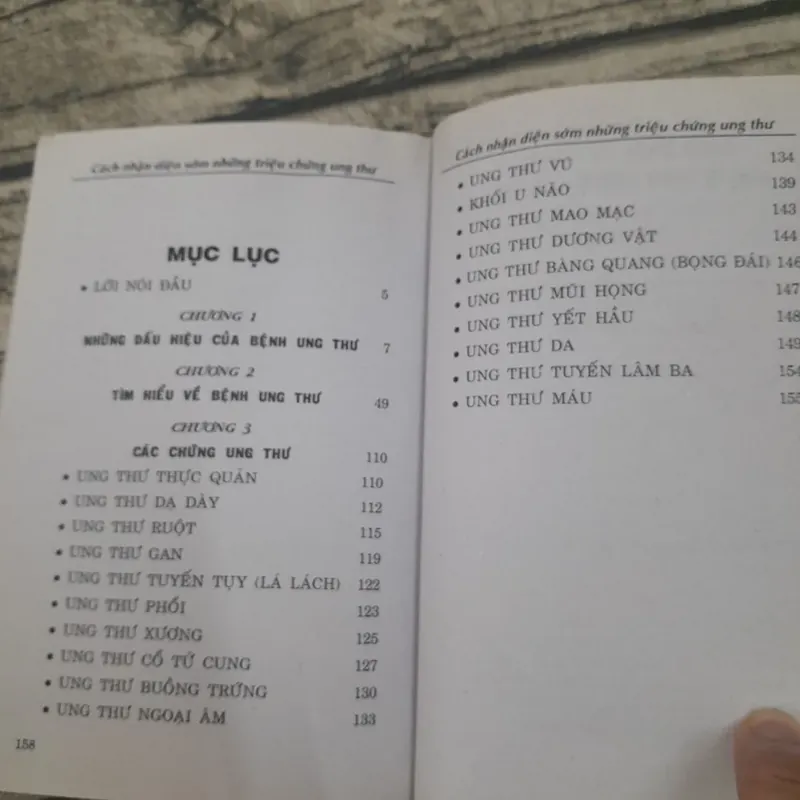 Cách nhận diện sớm những triệu chứng ung thư
MỤC LỤC
• LỜI NÓI ĐẦU 5
CHƯƠNG 1
NHỮNG DẤU HIỆU CỦA BỆNH UNG THƯ 7
CHƯƠNG 2
TÌM HIỂU VỀ BỆNH UNG THƯ 49
CHƯƠNG 3
CÁC CHỨNG UNG THƯ 110
• UNG THƯ THỰC QUẢN 110
• UNG THƯ DẠ DÀY 112
• UNG THƯ RUỘT 115
• UNG THƯ GAN 119
• UNG THƯ TUYẾN TỤY (LÁ LÁCH) 122
• UNG THƯ PHỔI 123
• UNG THƯ XƯƠNG 125
• UNG THƯ CỔ TỬ CUNG 127
• UNG THƯ BUỒNG TRỨNG 130
• UNG THƯ NGOẠI ÂM 133
158
Cách nhận diện sớm những triệu chứng ung thư
• UNG THƯ VÚ 134
• KHỐI U NÃO 139
• UNG THƯ MAO MẠC 143
• UNG THƯ DƯƠNG VẬT 144
• UNG THƯ BÀNG QUANG (BỌNG ĐÁI) 146
• UNG THƯ MŨI HỌNG 147
• UNG THƯ YẾT HẦU 148
• UNG THƯ DA 149
• UNG THƯ TUYẾN LÂM BA 154
• UNG THƯ MÁU 155